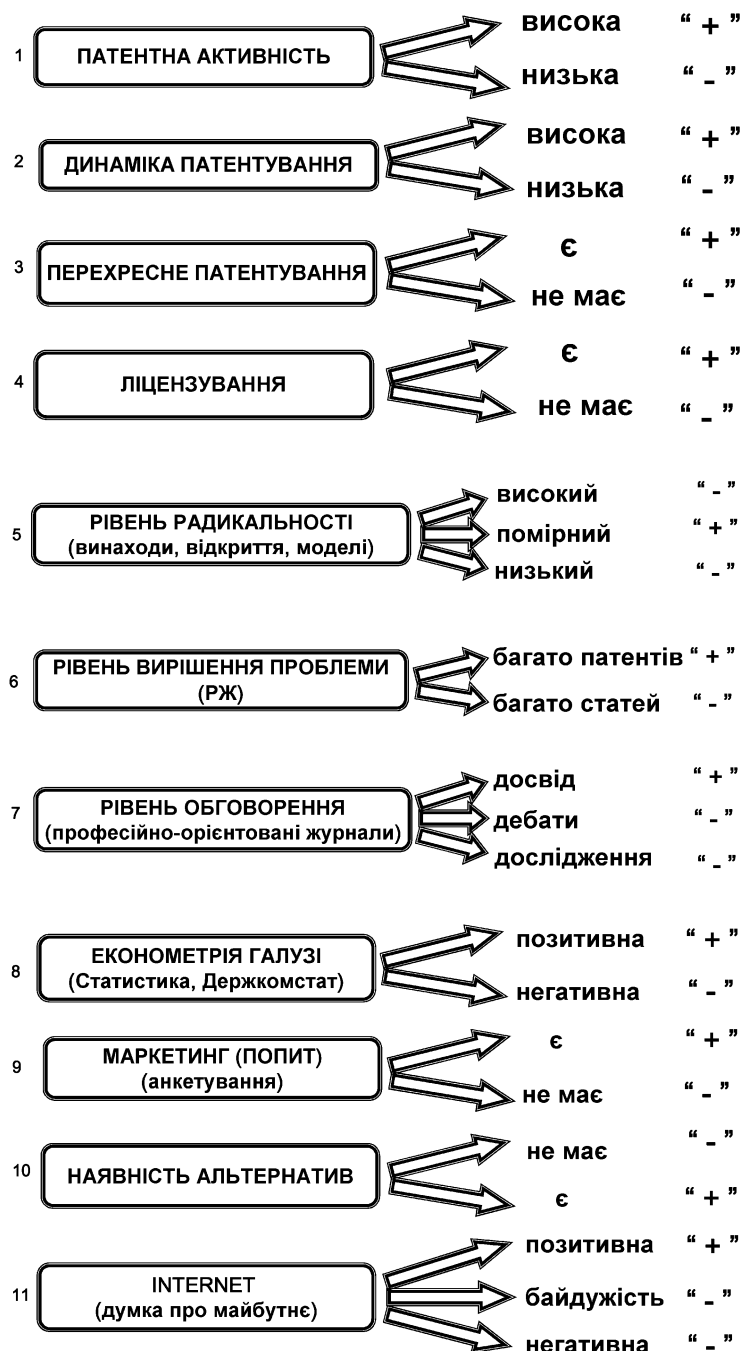 висока “ + ”
1 ПАТЕНТНА АКТИВНІСТЬ
низька “ - ”
висока “ + ”
2 ДИНАМІКА ПАТЕНТУВАННЯ
низька “ - ”
є “ + ”
3 ПЕРЕХРЕСНЕ ПАТЕНТУВАННЯ
не має “ - ”
є “ + ”
4 ЛІЦЕНЗУВАННЯ
не має “ - ”
високий “ - ”
5 РІВЕНЬ РАДИКАЛЬНОСТІ
(винаходи, відкриття, моделі)
помірний “ + ”
низький “ - ”
6 РІВЕНЬ ВИРІШЕННЯ ПРОБЛЕМИ
(РЖ)
багато патентів “ + ”
багато статей “ - ”
досвід “ + ”
7 РІВЕНЬ ОБГОВОРЕННЯ
(професійно-орієнтовані журнали)
дебати “ - ”
дослідження “ - ”
позитивна “ + ”
8 ЕКОНОМЕТРІЯ ГАЛУЗІ
(Статистика, Держкомстат)
негативна “ - ”
є “ + ”
9 МАРКЕТИНГ (ПОПИТ)
(анкетування)
не має “ - ”
не має “ - ”
10 НАЯВНІСТЬ АЛЬТЕРНАТИВ
є “ + ”
позитивна “ + ”
11 INTERNET
(думка про майбутнє)
байдужість “ - ”
негативна “ - ”